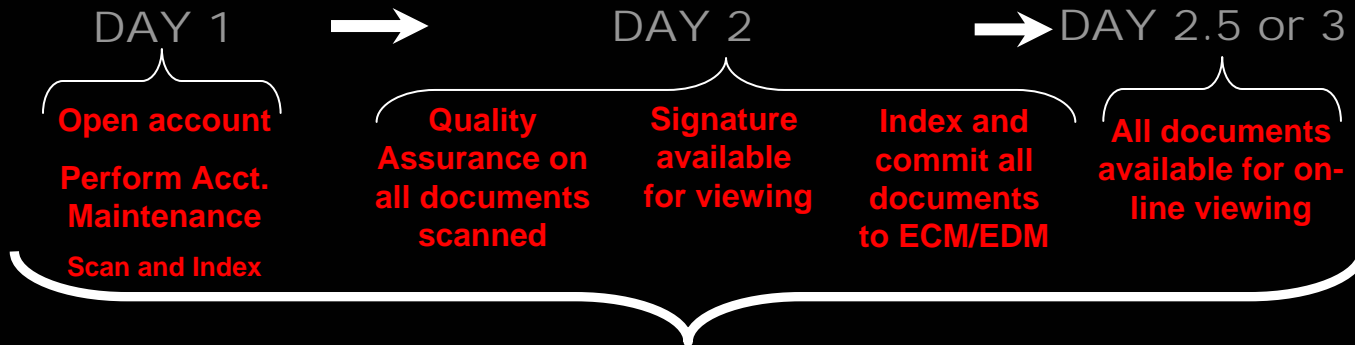 DAY 1
DAY 2
DAY 2.5 or 3
Open account
Perform Acct.
Maintenance
Scan and Index
Quality
Assurance on
all documents
scanned
Signature
available
for viewing
Index and
commit all
documents
to ECM/EDM
All documents
available for on-
line viewing